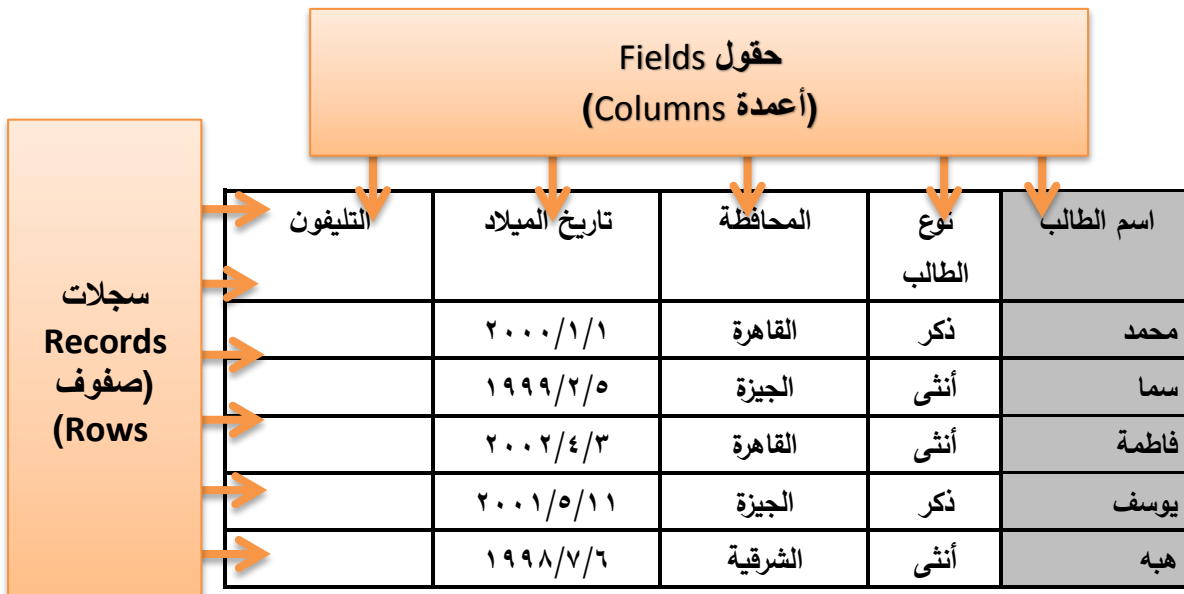 حقول Fields
(أعمدة Columns)
سجلات
Records
(صفوف
Rows)
اسم الطالب نوع الطالب المحافظة تاريخ الميلاد التليفون
محمد ذكر القاهرة ٢٠٠٠/١/١
سما أنثى الجيزة ١٩٩٩/٢/٥
فاطمة أنثى القاهرة ٢٠٠٢/٤/٣
يوسف ذكر الجيزة ٢٠٠١/٥/١١
هبه أنثى الشرقية ١٩٩٨/٧/٦